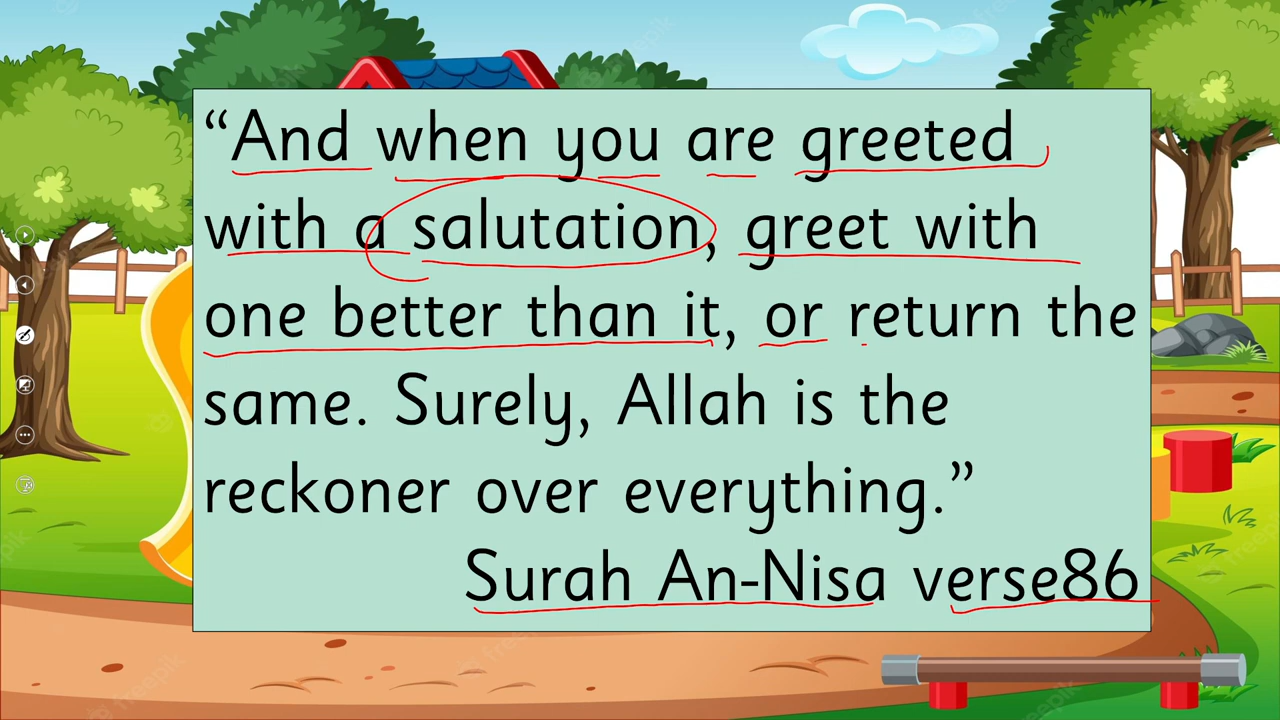 “And when you are greeted
with a salutation, greet with
one better than it, or return the
same. Surely, Allah is the
reckoner over everything.”
Surah An-Nisa verse86